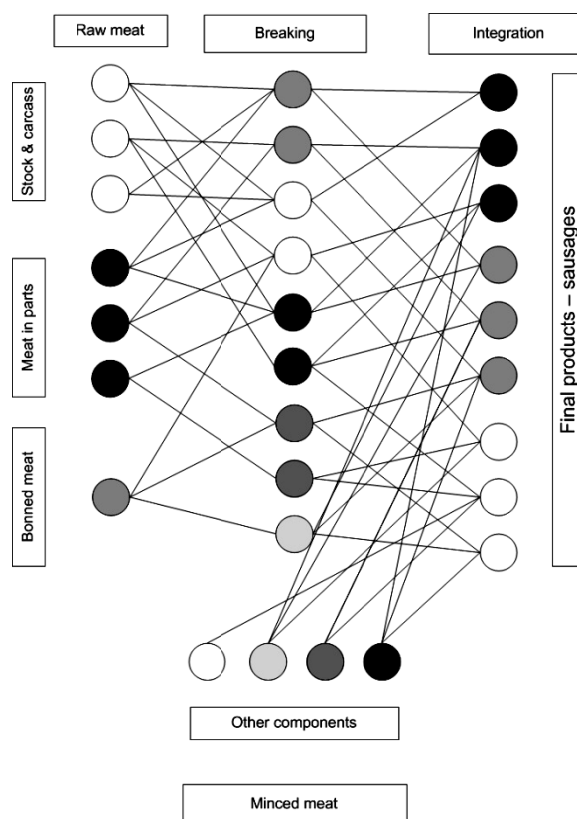 Raw meat
Breaking
Integration
Stock & carcass
Meat in parts
Bonned meat
Final products – sausages
Other components
Minced meat